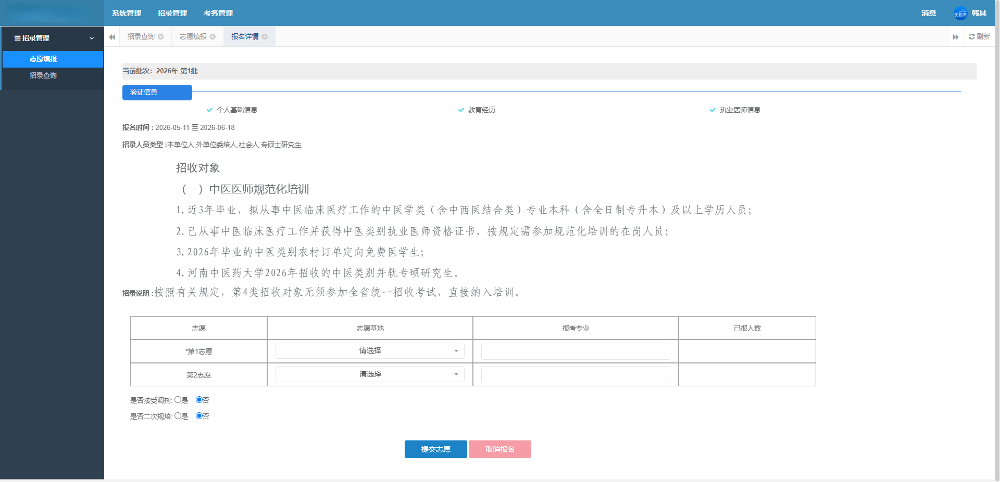 系统管理 招录管理 考务管理 消息 医视界 韩其
招录管理
志愿填报
招录查询
招录查询 志愿填报 报名详情 刷新
当前批次：2026年-第1批
验证信息
个人基础信息 教育经历 执业医师信息
报名时间 : 2026-05-11 至 2026-06-18
招录人员类型 :本单位人,外单位委培人,社会人,专硕士研究生
招收对象
（一）中医医师规范化培训
1.近3年毕业，拟从事中医临床医疗工作的中医学类（含中西医结合类）专业本科（含全日制专升本）及以上学历人员；
2.已从事中医临床医疗工作并获得中医类别执业医师资格证书，按规定需参加规范化培训的在岗人员；
3.2026年毕业的中医类别农村订单定向免费医学生；
4.河南中医药大学2026年招收的中医类别并轨专硕研究生。
招录说明 :按照有关规定，第4类招收对象无须参加全省统一招收考试，直接纳入培训。
志愿 志愿基地 报考专业 已报人数
*第1志愿 请选择
第2志愿 请选择
是否接受调剂: 是 否
是否二次规培: 是 否
提交志愿 取消报名